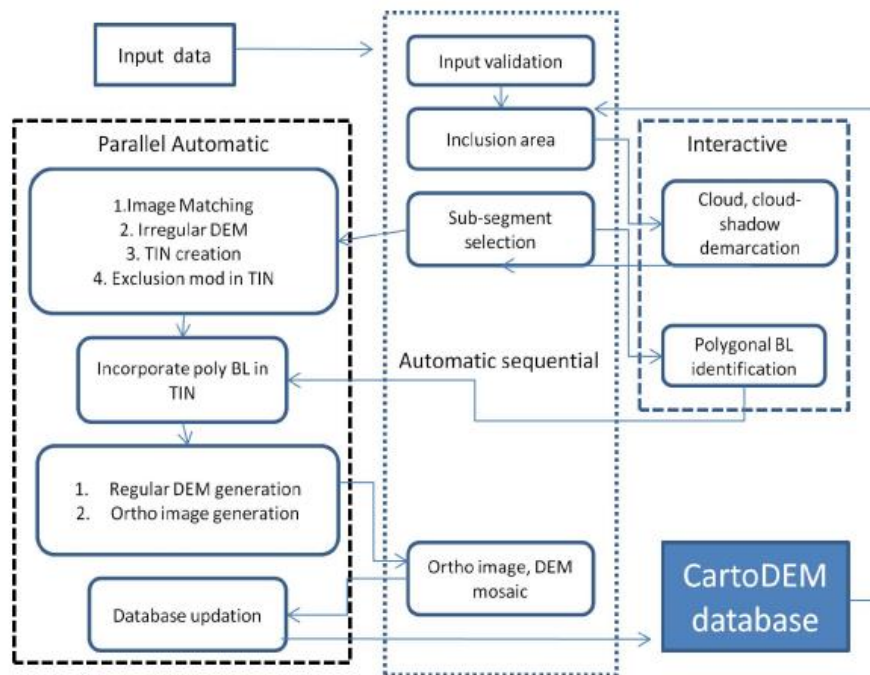 Input data
Input validation
Inclusion area
Sub-segment
selection
Automatic sequential
Ortho image, DEM
mosaic
Parallel Automatic
1.Image Matching
2. Irregular DEM
3. TIN creation
4. Exclusion mod in TIN
Incorporate poly BL in
TIN
1. Regular DEM generation
2. Ortho image generation
Database updation
Interactive
Cloud, cloud-
shadow
demarcation
Polygonal BL
identification
CartoDEM
database